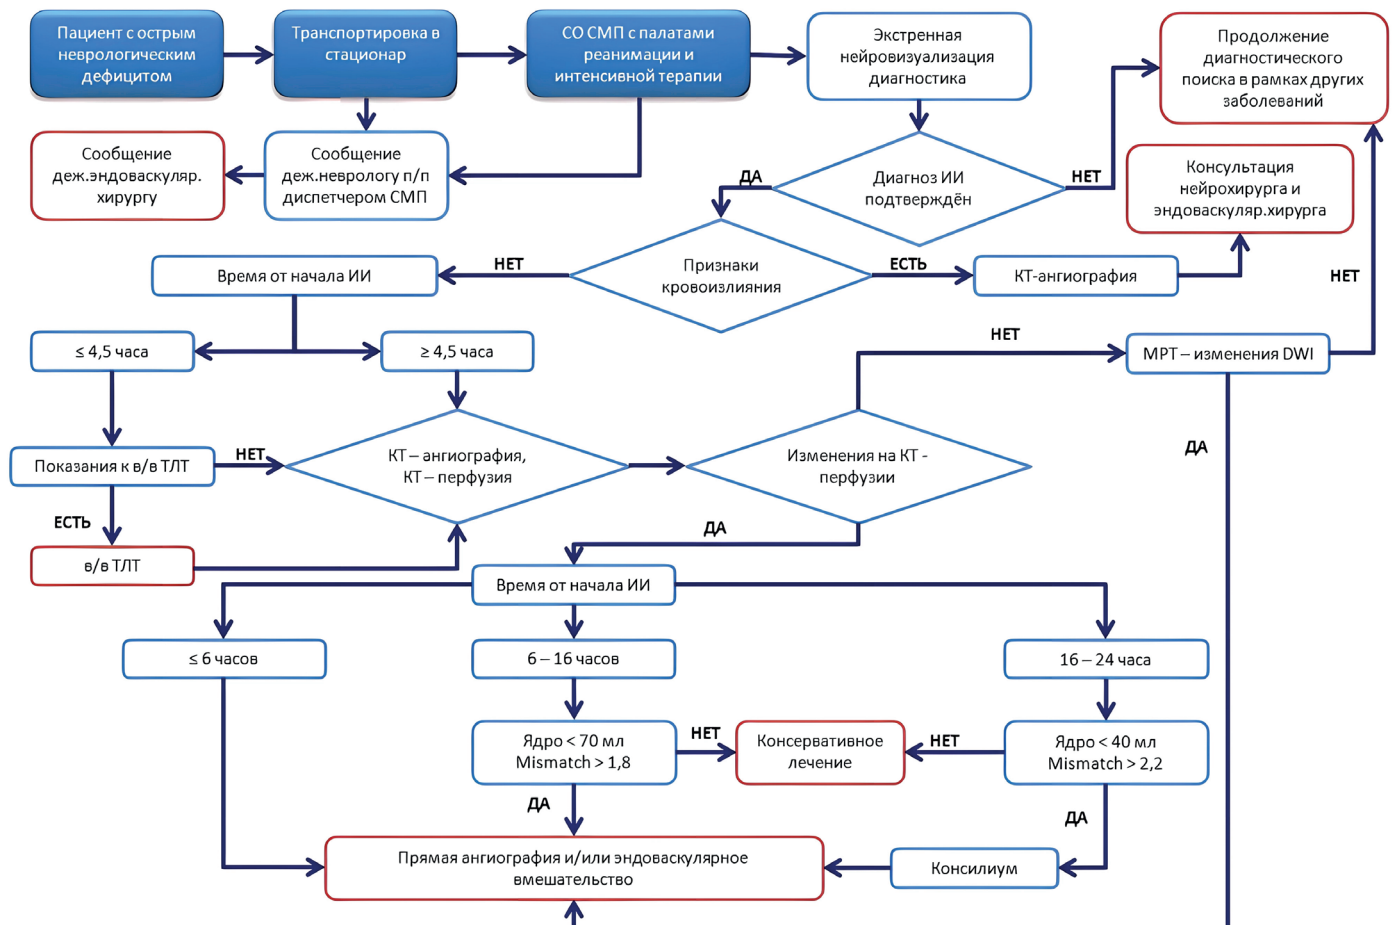 Пациент с острым
неврологическим
дефицитом
Транспортировка в
стационар
СО СМП с палатами
реанимации и
интенсивной терапии
Экстренная
нейровизуализация
диагностика
Продолжение
диагностического
поиска в рамках других
заболеваний
Сообщение
деж.эндоваскуляр.
хирургу
Сообщение
деж.неврологу п/п
диспетчером СМП
ДА
Диагноз ИИ
подтверждён
НЕТ
Консультация
нейрохирурга и
эндоваскуляр.хирурга
Время от начала ИИ
НЕТ
Признаки
кровоизлияния
ЕСТЬ
КТ-ангиография
НЕТ
≤ 4,5 часа
≥ 4,5 часа
НЕТ
МРТ – изменения DWI
Показания к в/в ТЛТ
НЕТ
КТ – ангиография,
КТ – перфузия
Изменения на КТ -
перфузии
ДА
ЕСТЬ
ДА
в/в ТЛТ
Время от начала ИИ
≤ 6 часов
6 – 16 часов
16 – 24 часа
Ядро < 70 мл
Mismatch > 1,8
НЕТ
Консервативное
лечение
НЕТ
Ядро < 40 мл
Mismatch > 2,2
ДА
ДА
Прямая ангиография и/или эндоваскулярное
вмешательство
Консилиум